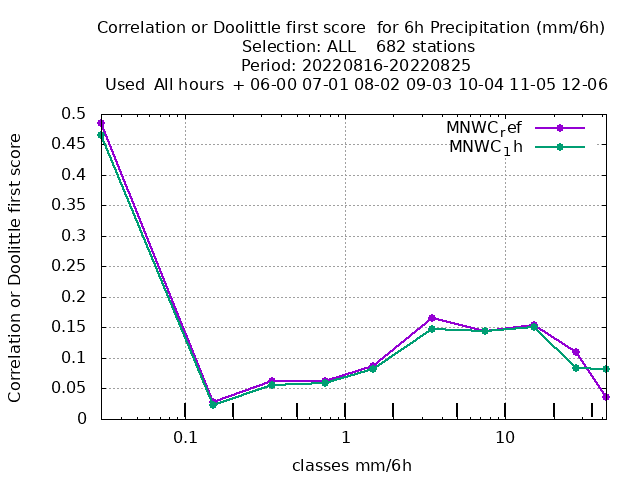 Correlation or Doolittle first score  for 6h Precipitation (mm/6h)
Selection: ALL    682 stations
Period: 20220816-20220825
Used  All hours  + 06-00 07-01 08-02 09-03 10-04 11-05 12-06
MNWCref
MNWC1h
0.5
0.45
0.4
0.35
0.3
0.25
0.2
0.15
0.1
0.05
0
Correlation or Doolittle first score
0.1 1 10
classes mm/6h